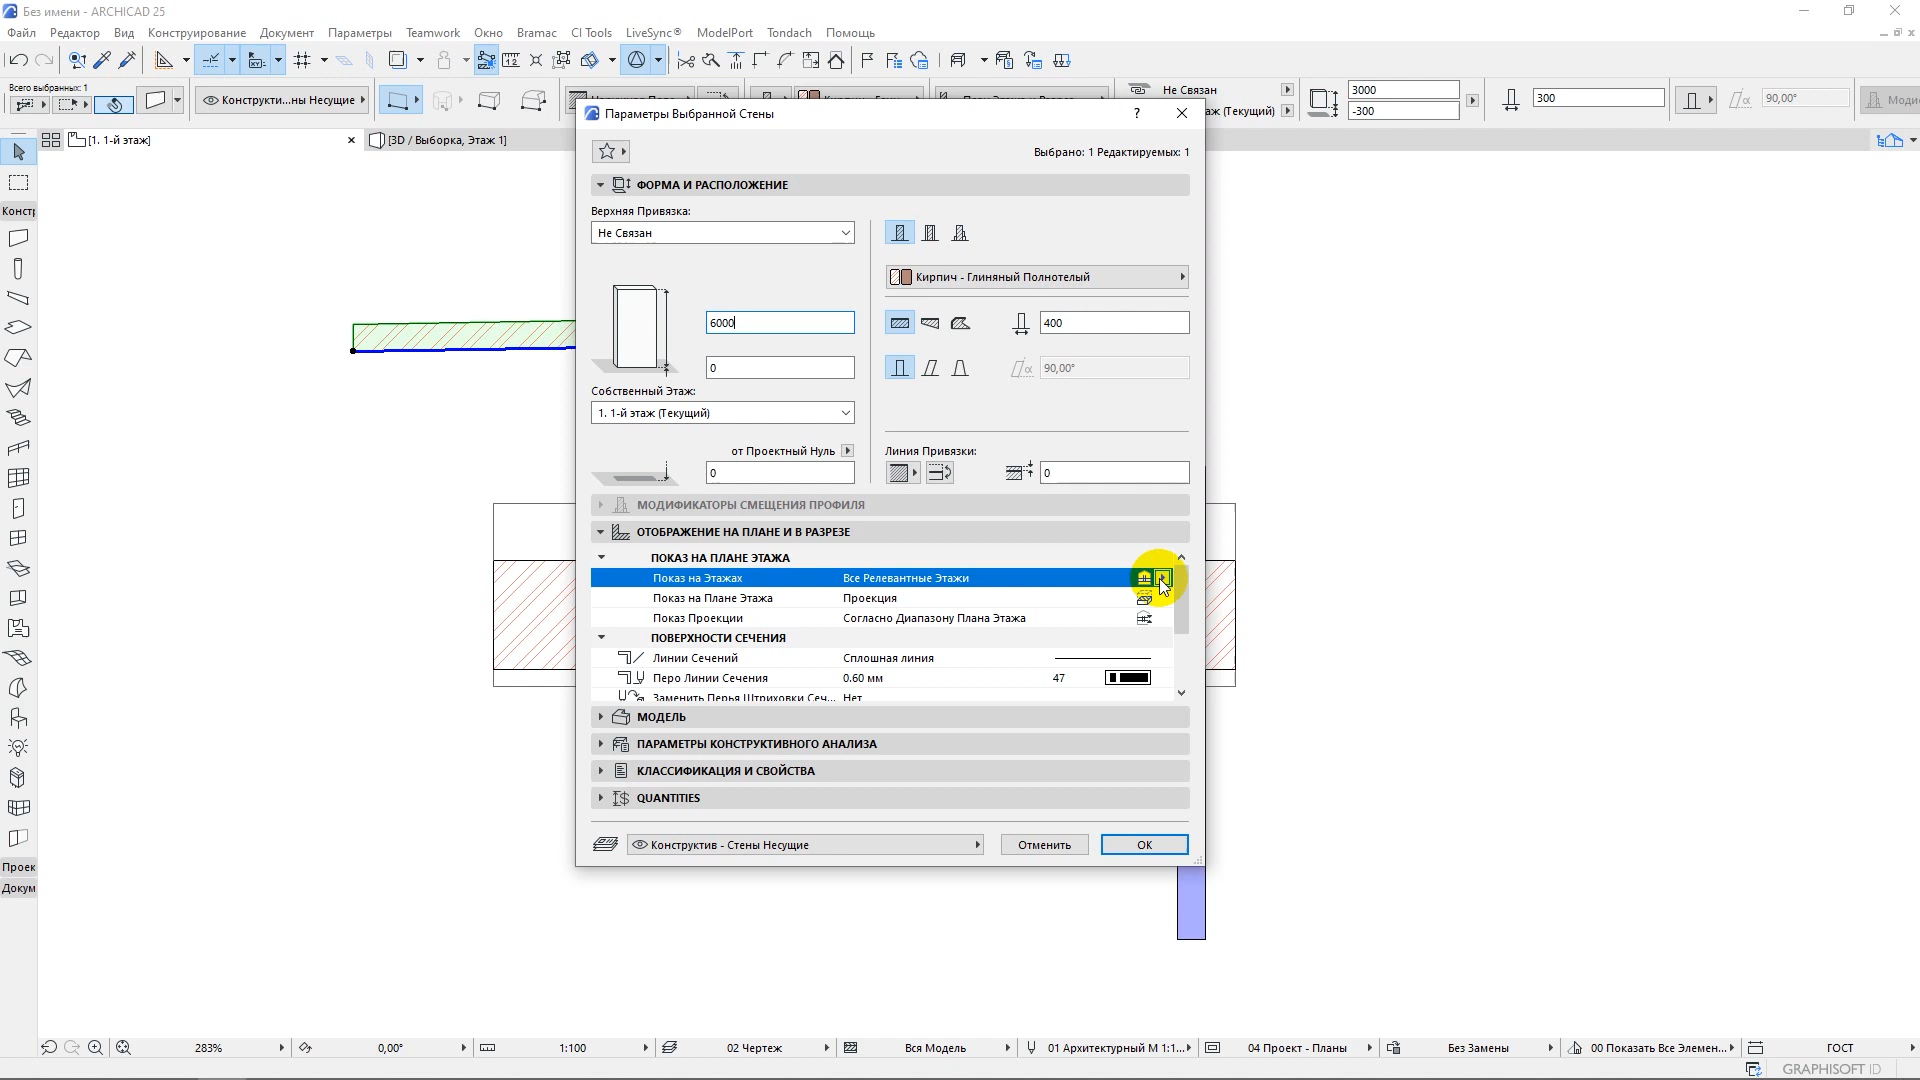 Без имени - ARCHICAD 25
Файл Редактор Вид Конструирование Документ Параметры Teamwork Окно Bramac CI Tools LiveSync® ModelPort Tondach Помощь
Всего выбранных: 1
Конструкти...ны Несущие
Не Связан
аж (Текущий)
3000
-300
300
90,00°
[1. 1-й этаж]
[3D / Выборка, Этаж 1]
Параметры Выбранной Стены
?
Выбрано: 1 Редактируемых: 1
ФОРМА И РАСПОЛОЖЕНИЕ
Верхняя Привязка:
Не Связан
Кирпич - Глиняный Полнотелый
6000
400
0
90,00°
Собственный Этаж:
1. 1-й этаж (Текущий)
от Проектный Нуль
Линия Привязки:
0
0
МОДИФИКАТОРЫ СМЕЩЕНИЯ ПРОФИЛЯ
ОТОБРАЖЕНИЕ НА ПЛАНЕ И В РАЗРЕЗЕ
ПОКАЗ НА ПЛАНЕ ЭТАЖА
Показ на Этажах Все Релевантные Этажи
Показ на Плане Этажа Проекция
Показ Проекции Согласно Диапазону Плана Этажа
ПОВЕРХНОСТИ СЕЧЕНИЯ
Линии Сечений Сплошная линия
Перо Линии Сечения 0.60 мм 47
Заменить Перья Штриховки Сеч... Нет
МОДЕЛЬ
ПАРАМЕТРЫ КОНСТРУКТИВНОГО АНАЛИЗА
КЛАССИФИКАЦИЯ И СВОЙСТВА
QUANTITIES
Конструктив - Стены Несущие
Отменить
ОК
Констр
Проек
Докум
283%
0,00°
1:100
02 Чертеж
Вся Модель
01 Архитектурный М 1:1...
04 Проект - Планы
Без Замены
00 Показать Все Элемен...
ГОСТ
GRAPHISOFT ID